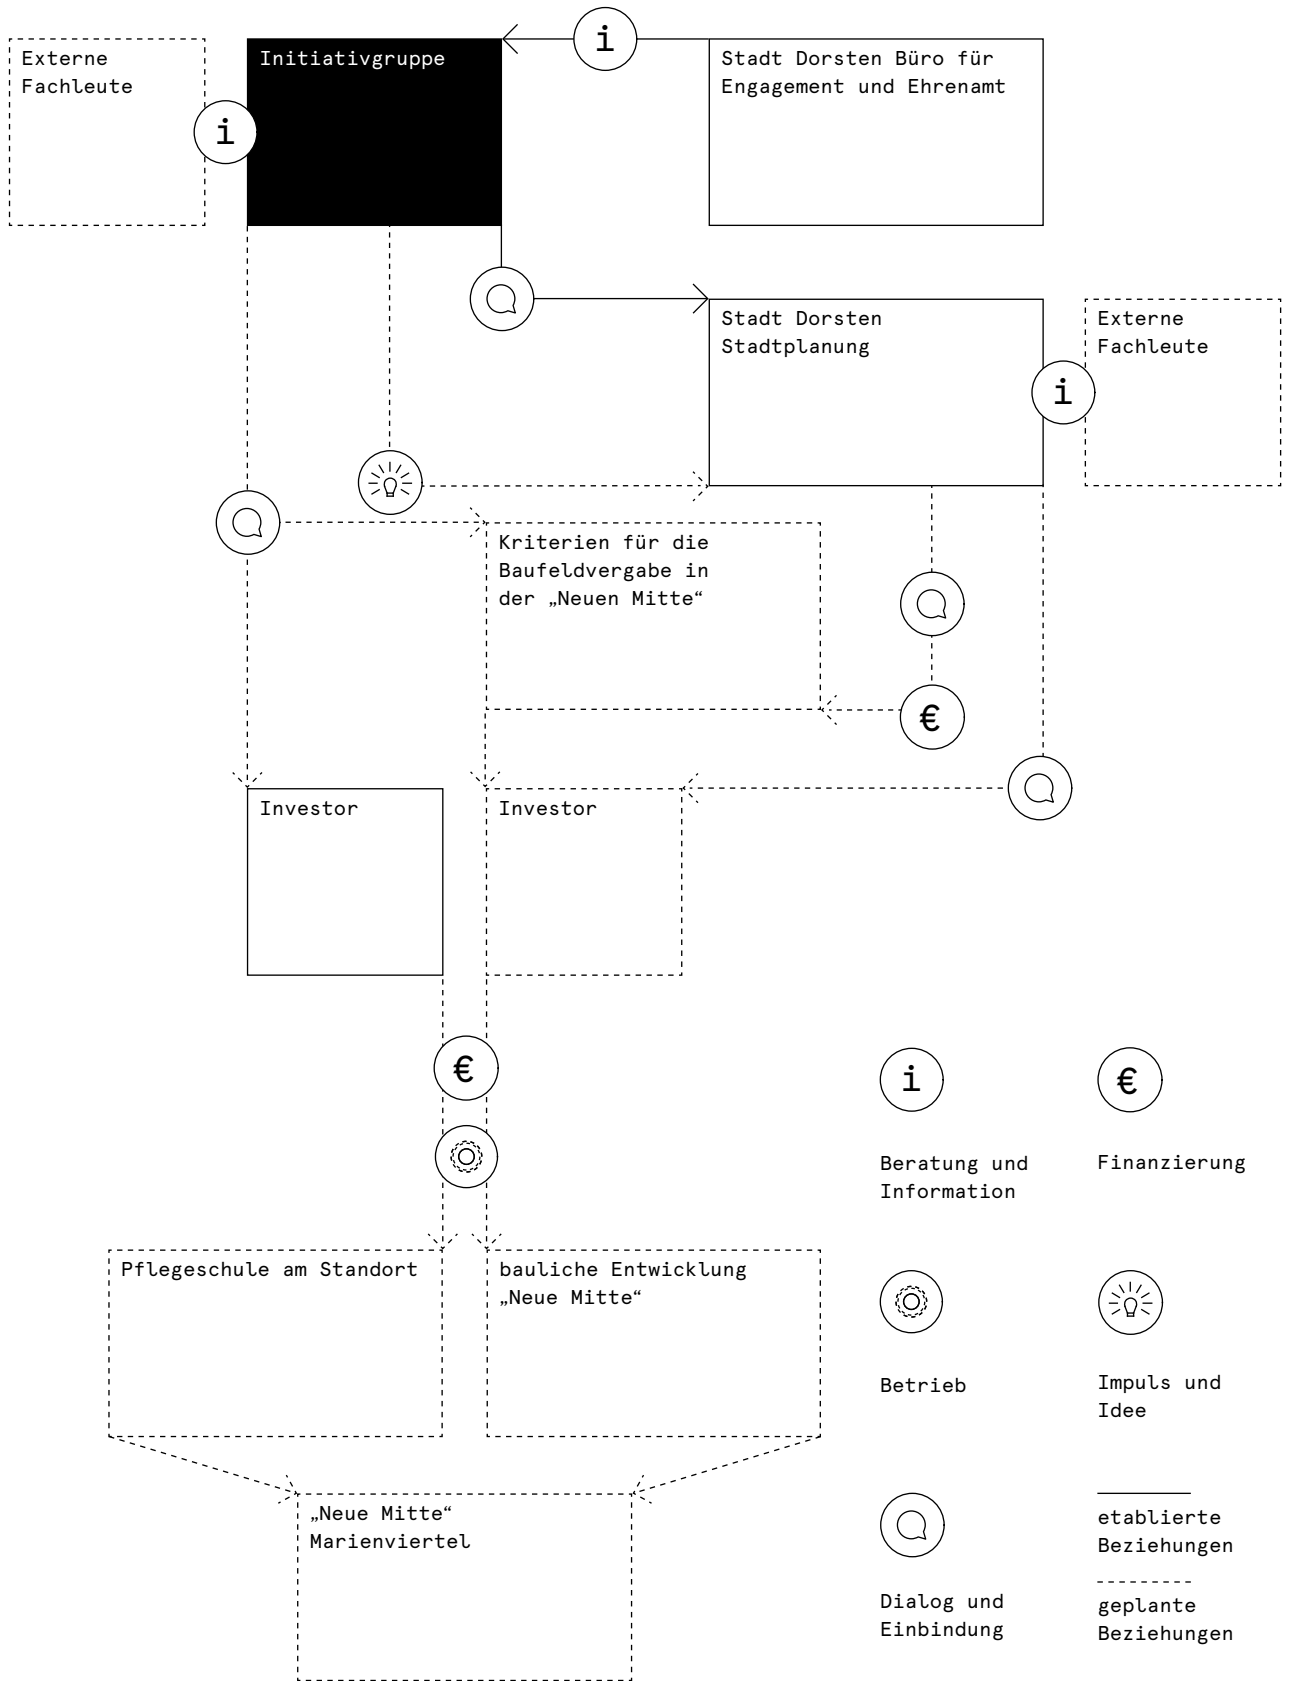 Externe
Fachleute
i
Initiativgruppe
i
Stadt Dorsten Büro für
Engagement und Ehrenamt
Stadt Dorsten
Stadtplanung
i
Externe
Fachleute
Kriterien für die
Baufeldvergabe in
der „Neuen Mitte“
€
Investor
Investor
€
Pflegeschule am Standort
bauliche Entwicklung
„Neue Mitte“
„Neue Mitte“
Marienviertel
i
Beratung und
Information
€
Finanzierung
Betrieb
Impuls und
Idee
Dialog und
Einbindung
etablierte
Beziehungen
geplante
Beziehungen